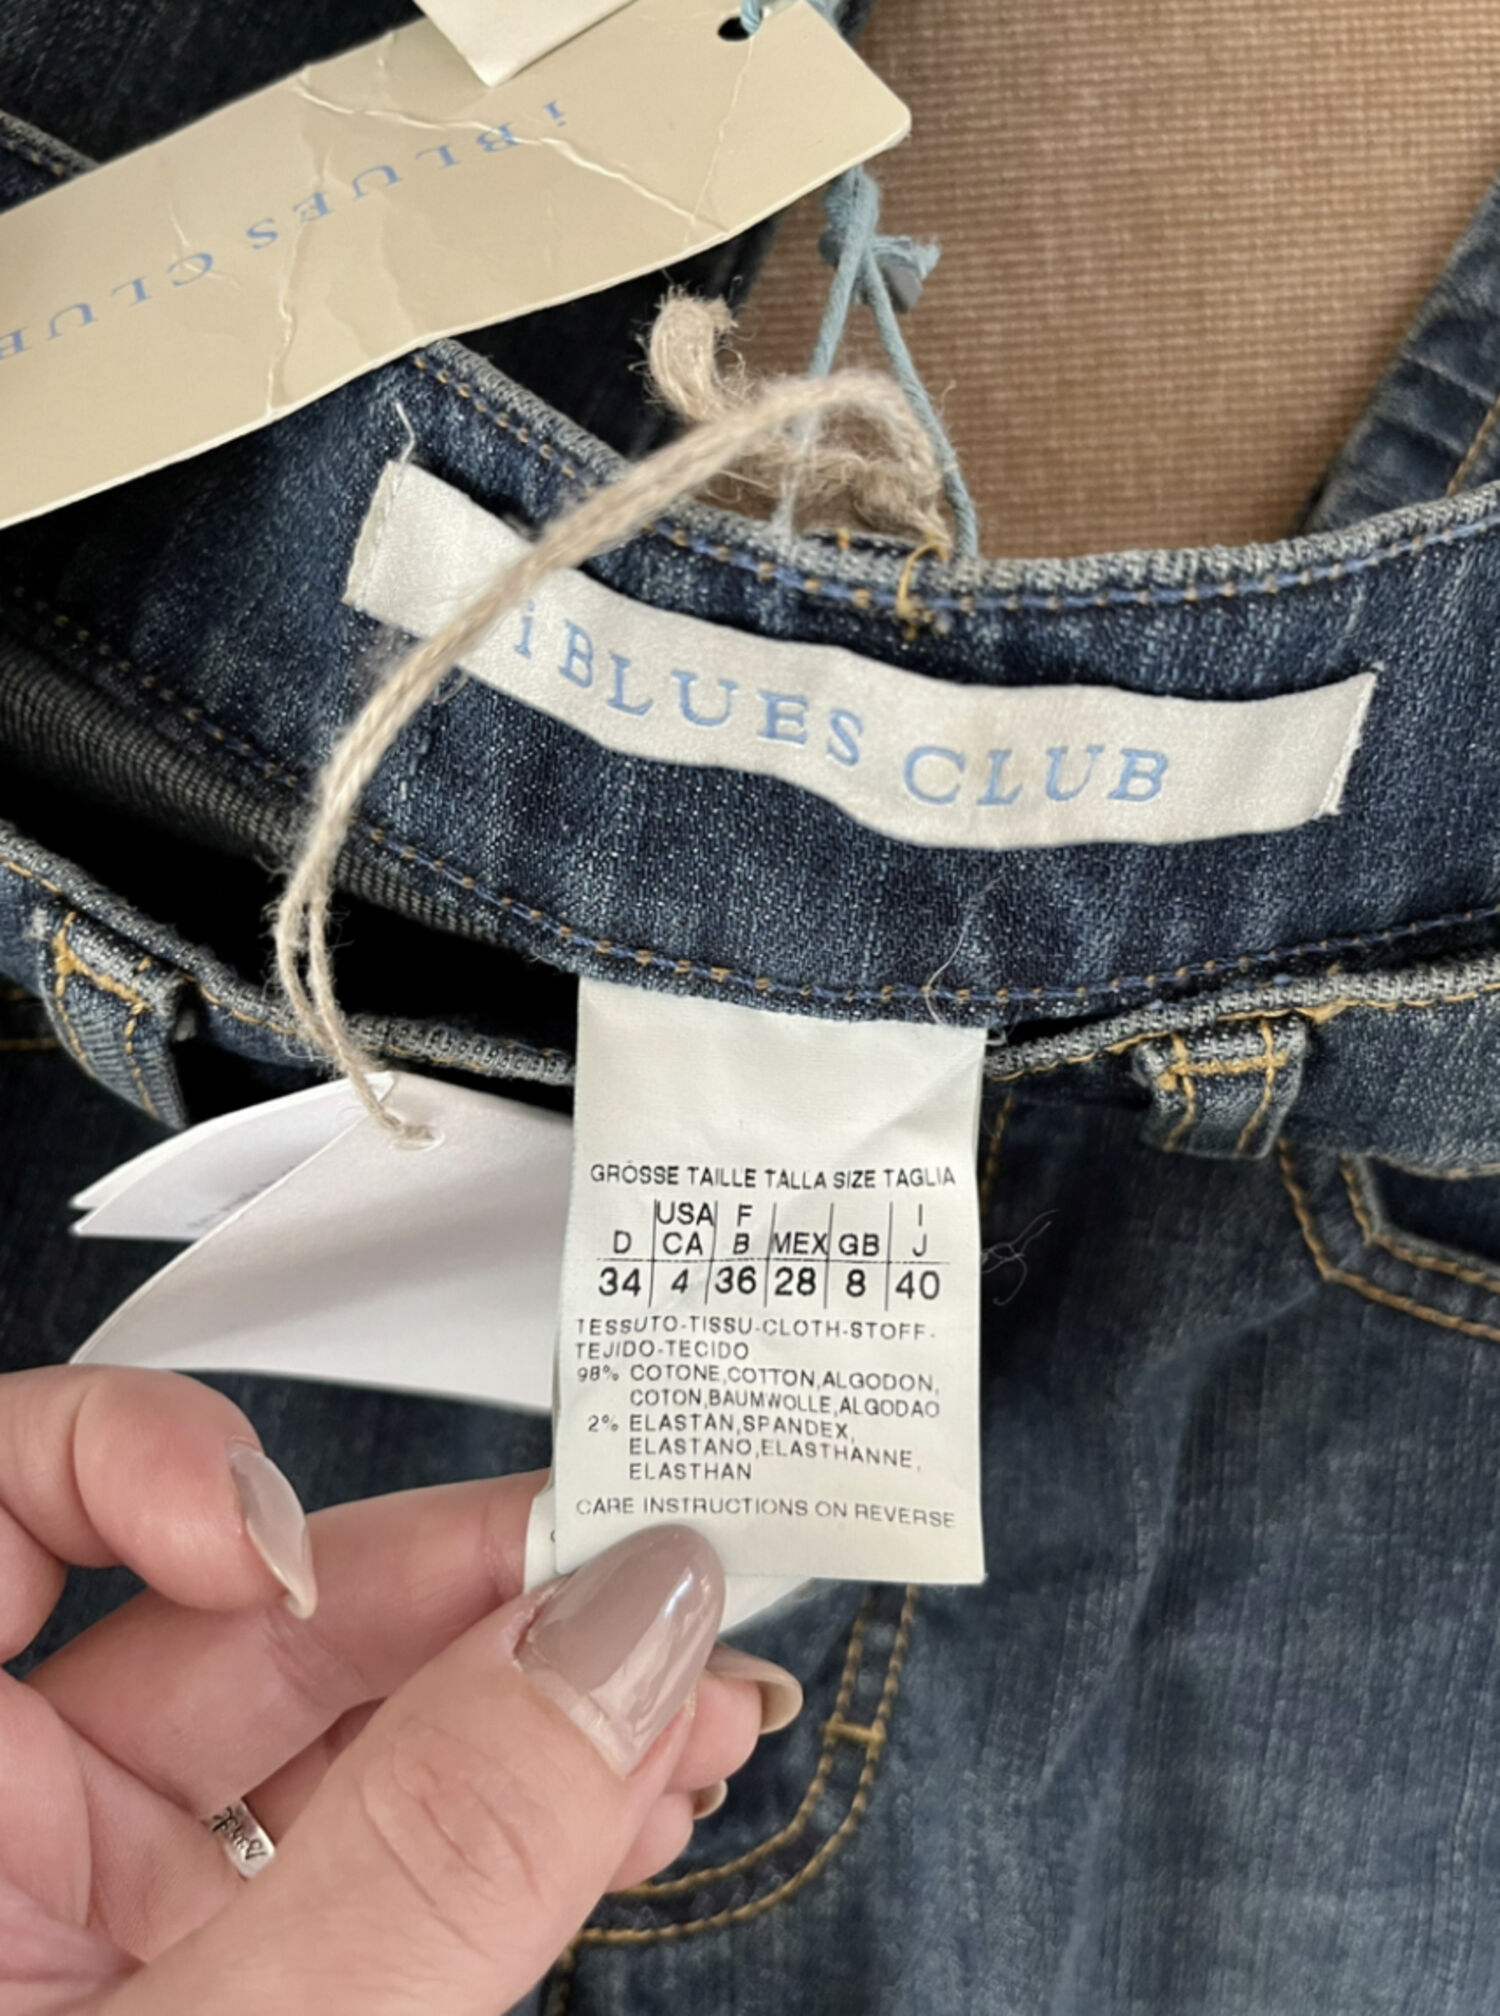 i BLUES CLUB
i BLUES CLUB
GRÖSSE TAILLE TALLA SIZE TAGLIA
USA F I
D CA B MEX GB J
34 4 36 28 8 40
TESSUTO-TISSU-CLOTH-STOFF-
TEJIDO-TECIDO
98% COTONE,COTTON,ALGODON,
COTON,BAUMWOLLE,ALGODAO
2% ELASTAN,SPANDEX,
ELASTANO,ELASTHANNE,
ELASTHAN
CARE INSTRUCTIONS ON REVERSE